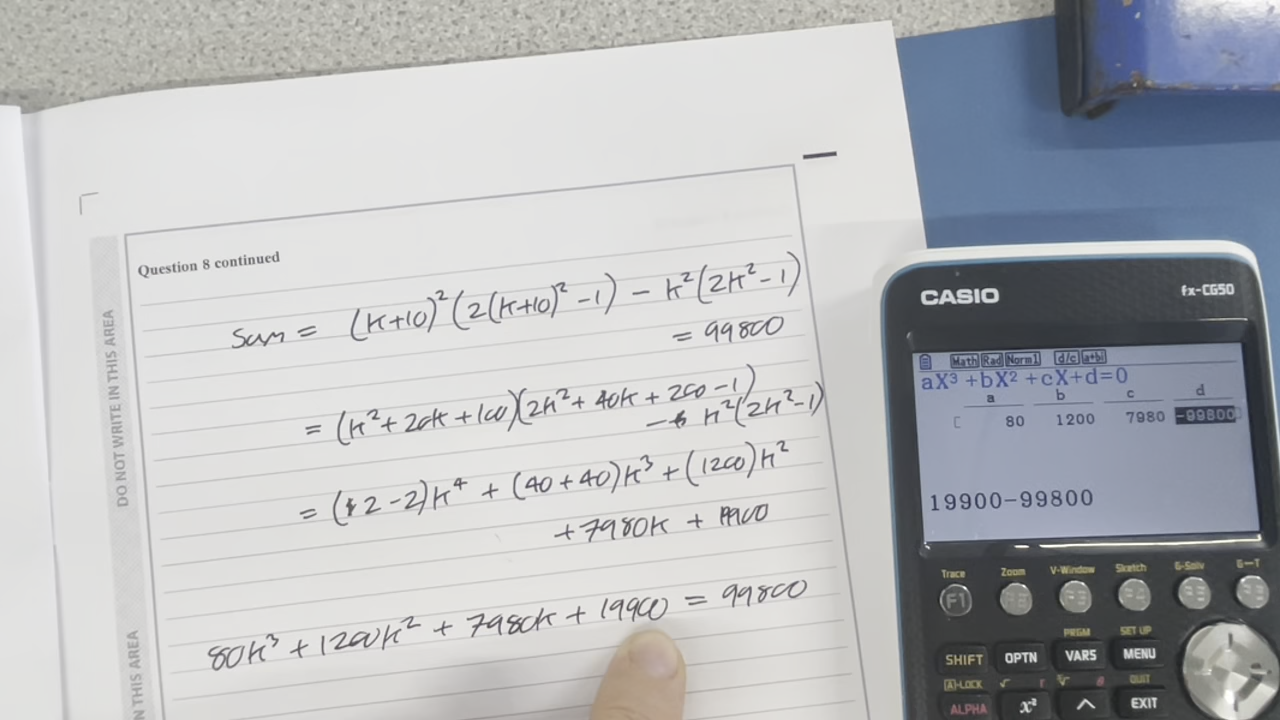 Question 8 continued
Sum = (k+10)²(2(k+10)² -1) - k²(2k² - 1)
= 99800
= (k² + 20k + 100)(2k² + 40k + 200 - 1)
- k²(2k²-1)
= (2-2)k⁴ + (40+40)k³ + (1200)k²
+7980k + 19900
80k³ + 1200k² + 7980k + 19900 = 99800
DO NOT WRITE IN THIS AREA
N THIS AREA
CASIO
fx-CG50
Math Rad Norm1 d/c a+bi
aX³ +bX² +cX+d=0
a b c d
[ 80 1200 7980 -99800]
19900-99800
Trace Zoom V-Window Sketch G-Solv G↔T
F1
PRGM SET UP
SHIFT OPTN VARS MENU
A-LOCK √ r θ QUIT
ALPHA x² ^ EXIT